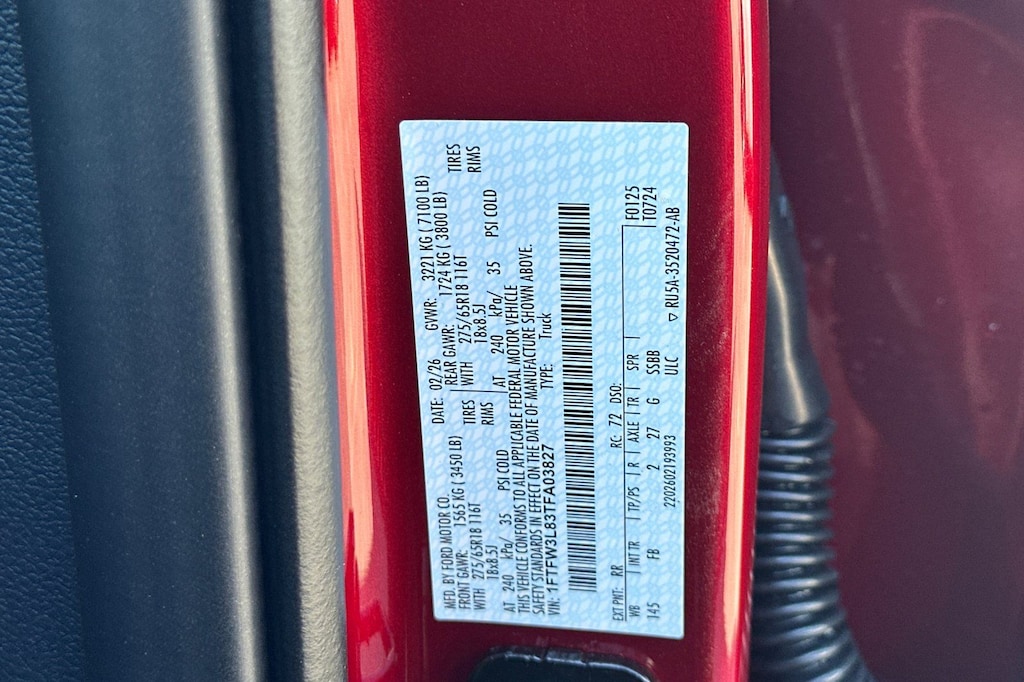 MFD. BY FORD MOTOR CO. DATE: 02/26 GVWR: 3221 KG ( 7100 LB)
FRONT GAWR: 1565 KG ( 3450 LB) REAR GAWR: 1724 KG ( 3800 LB)
WITH 275/65R18 116T TIRES WITH 275/65R18 116T TIRES
18x8.5J RIMS 18x8.5J RIMS
AT 240 kPa/ 35 PSI COLD AT 240 kPa/ 35 PSI COLD
THIS VEHICLE CONFORMS TO ALL APPLICABLE FEDERAL MOTOR VEHICLE
SAFETY STANDARDS IN EFFECT ON THE DATE OF MANUFACTURE SHOWN ABOVE.
VIN: 1FTFW3L83TFA03827 TYPE: Truck
EXT PNT: RR RC: 72 DSO: F0125
WB INT TR TP/PS R AXLE TR SPR T0724
145 FB 2 27 G SSBB
2202602193993 ULC ▽ RU5A-3520472-AB